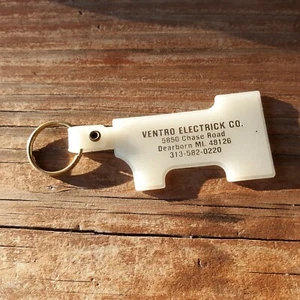 VENTRO ELECTRICK CO.
5850 Chase Road
Dearborn MI. 48126
313-582-0220